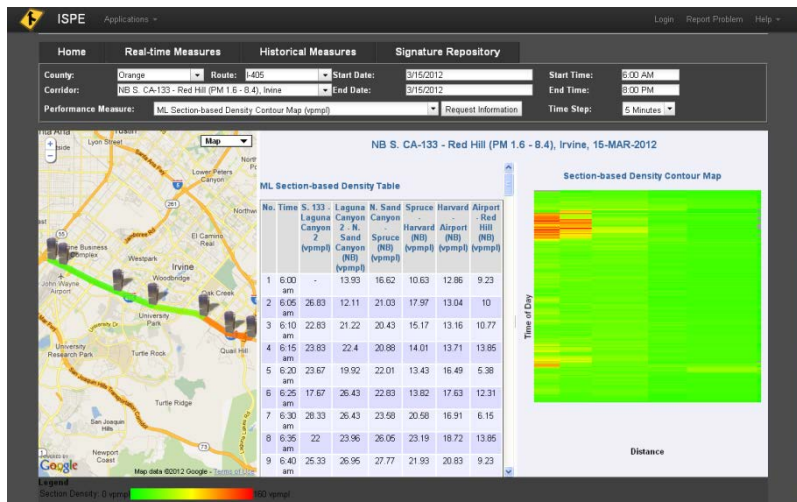 ISPE Applications Login Report Problem Help
Home Real-time Measures Historical Measures Signature Repository
County: Orange Route: I-405 Start Date: 3/15/2012 Start Time: 6:00 AM
Corridor: NB S. CA-133 - Red Hill (PM 1.6 - 8.4), Irvine End Date: 3/15/2012 End Time: 8:00 PM
Performance Measure: ML Section-based Density Contour Map (vpmpl) Request Information Time Step: 5 Minutes
Map
Lyon Street
Lower Peters
Canyon
261
El Camino
Real
55
Westpark
Irvine
Woodbridge
John Wayne
Airport
Oak Creek
University
Park
University Dr
University
Research Park
Turtle Rock
Quail Hill
San Joaquin Hills
Turtle Ridge
San Joaquin
Hills
73
Newport
Coast
Google
Map data ©2012 Google - Terms of Use
NB S. CA-133 - Red Hill (PM 1.6 - 8.4), Irvine, 15-MAR-2012
ML Section-based Density Table
No. Time S. 133 - Laguna Canyon 2 (vpmpl) Laguna Canyon 2 - N. Sand Canyon (NB) (vpmpl) N. Sand Canyon - Spruce (NB) (vpmpl) Spruce - Harvard (NB) (vpmpl) Harvard - Airport (NB) (vpmpl) Airport - Red Hill (NB) (vpmpl)
1 6:00 am - 13.93 16.62 10.63 12.86 9.23
2 6:05 am 26.83 12.11 21.03 17.97 13.04 10
3 6:10 am 22.83 21.22 20.43 15.17 13.16 10.77
4 6:15 am 23.83 22.4 20.88 14.01 13.71 13.85
5 6:20 am 23.67 19.92 22.01 13.43 16.49 5.38
6 6:25 am 17.67 26.43 22.83 13.82 17.63 12.31
7 6:30 am 28.33 26.43 23.58 20.58 16.91 6.15
8 6:35 am 22 23.96 26.05 23.19 18.72 13.85
9 6:40 am 25.33 26.95 27.77 21.93 20.83 9.23
Section-based Density Contour Map
Time of Day
Distance
Legend
Section Density: 0 vpmpl 160 vpmpl